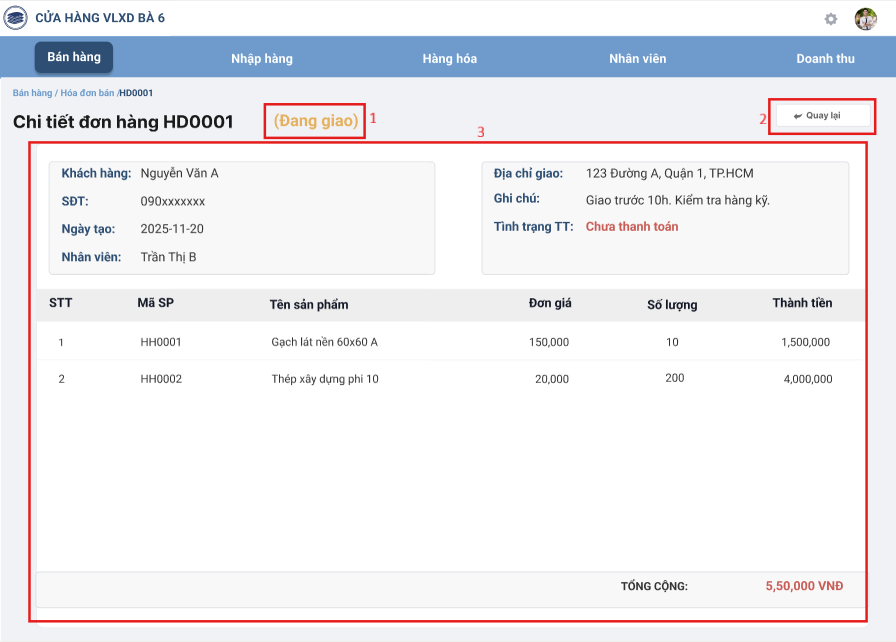 CỬA HÀNG VLXD BÀ 6
Bán hàng Nhập hàng Hàng hóa Nhân viên Doanh thu
Bán hàng / Hóa đơn bán /HD0001
Chi tiết đơn hàng HD0001 (Đang giao) 1
2 Quay lại
3
Khách hàng: Nguyễn Văn A
SĐT: 090xxxxxxx
Ngày tạo: 2025-11-20
Nhân viên: Trần Thị B
Địa chỉ giao: 123 Đường A, Quận 1, TP.HCM
Ghi chú: Giao trước 10h. Kiểm tra hàng kỹ.
Tình trạng TT: Chưa thanh toán
STT Mã SP Tên sản phẩm Đơn giá Số lượng Thành tiền
1 HH0001 Gạch lát nền 60x60 A 150,000 10 1,500,000
2 HH0002 Thép xây dựng phi 10 20,000 200 4,000,000
TỔNG CỘNG: 5,50,000 VNĐ